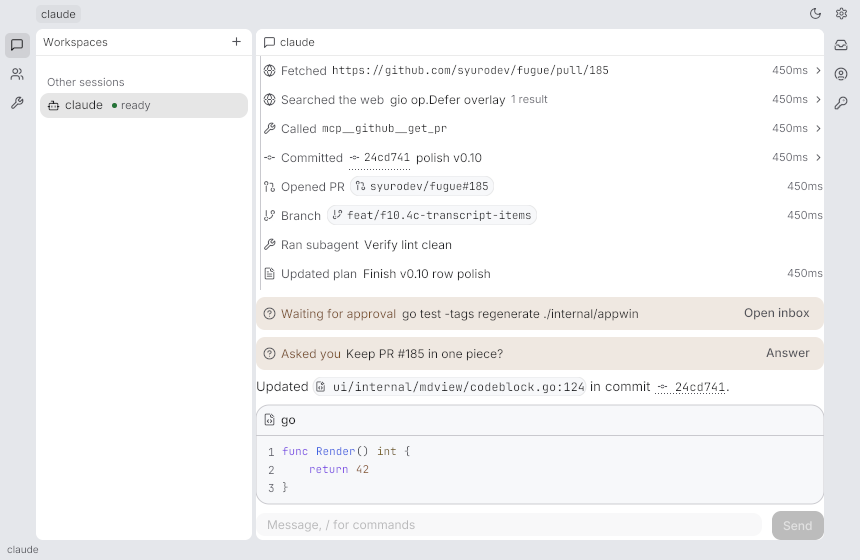 claude
Workspaces +
claude
Other sessions
claude ready
Fetched https://github.com/syurodev/fugue/pull/185 450ms
Searched the web gio op.Defer overlay 1 result 450ms
Called mcp__github__get_pr 450ms
Committed 24cd741 polish v0.10 450ms
Opened PR syurodev/fugue#185 450ms
Branch feat/f10.4c-transcript-items 450ms
Ran subagent Verify lint clean
Updated plan Finish v0.10 row polish 450ms
Waiting for approval go test -tags regenerate ./internal/appwin Open inbox
Asked you Keep PR #185 in one piece? Answer
Updated ui/internal/mdview/codeblock.go:124 in commit 24cd741.
go
1 func Render() int {
2 return 42
3 }
Message, / for commands Send
claude